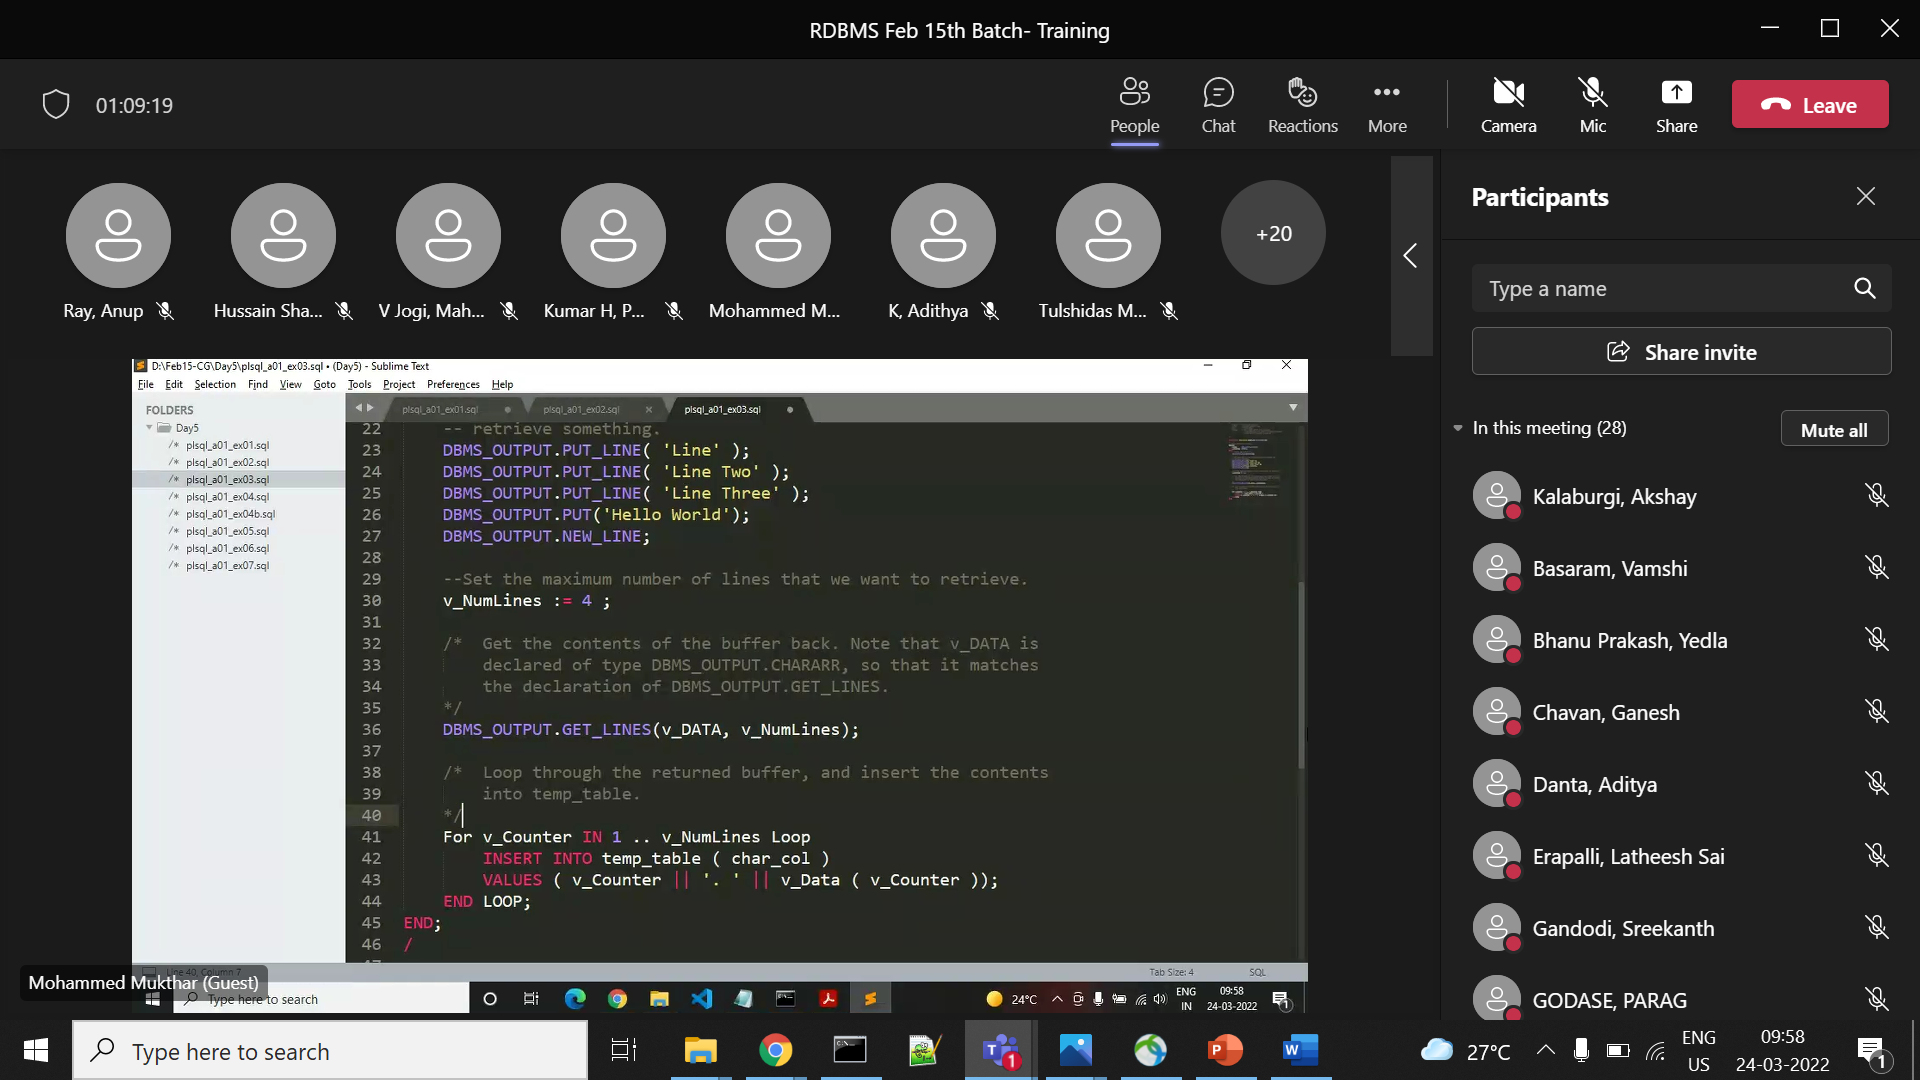 RDBMS Feb 15th Batch- Training
01:09:19
People
Chat
Reactions
More
Camera
Mic
Share
Leave
Ray, Anup
Hussain Sha...
V Jogi, Mah...
Kumar H, P...
Mohammed M...
K, Adithya
Tulshidas M...
+20
D:\Feb15-CG\Day5\plsql_a01_ex03.sql • (Day5) - Sublime Text
File Edit Selection Find View Goto Tools Project Preferences Help
FOLDERS
Day5
/* plsql_a01_ex01.sql
/* plsql_a01_ex02.sql
/* plsql_a01_ex03.sql
/* plsql_a01_ex04.sql
/* plsql_a01_ex04b.sql
/* plsql_a01_ex05.sql
/* plsql_a01_ex06.sql
/* plsql_a01_ex07.sql
plsql_a01_ex01.sql
plsql_a01_ex02.sql
plsql_a01_ex03.sql
22 -- retrieve something.
23 DBMS_OUTPUT.PUT_LINE( 'Line' );
24 DBMS_OUTPUT.PUT_LINE( 'Line Two' );
25 DBMS_OUTPUT.PUT_LINE( 'Line Three' );
26 DBMS_OUTPUT.PUT('Hello World');
27 DBMS_OUTPUT.NEW_LINE;
28
29 --Set the maximum number of lines that we want to retrieve.
30 v_NumLines := 4 ;
31
32 /* Get the contents of the buffer back. Note that v_DATA is
33 declared of type DBMS_OUTPUT.CHARARR, so that it matches
34 the declaration of DBMS_OUTPUT.GET_LINES.
35 */
36 DBMS_OUTPUT.GET_LINES(v_DATA, v_NumLines);
37
38 /* Loop through the returned buffer, and insert the contents
39 into temp_table.
40 */
41 For v_Counter IN 1 .. v_NumLines Loop
42 INSERT INTO temp_table ( char_col )
43 VALUES ( v_Counter || '. ' || v_Data ( v_Counter ));
44 END LOOP;
45 END;
46 /
Line 40, Column 7
Tab Size: 4
SQL
Mohammed Mukthar (Guest)
Type here to search
24°C
ENG
IN
09:58
24-03-2022
1
Participants
Type a name
Share invite
In this meeting (28)
Mute all
Kalaburgi, Akshay
Basaram, Vamshi
Bhanu Prakash, Yedla
Chavan, Ganesh
Danta, Aditya
Erapalli, Latheesh Sai
Gandodi, Sreekanth
GODASE, PARAG
Type here to search
1
27°C
ENG
US
09:58
24-03-2022
1